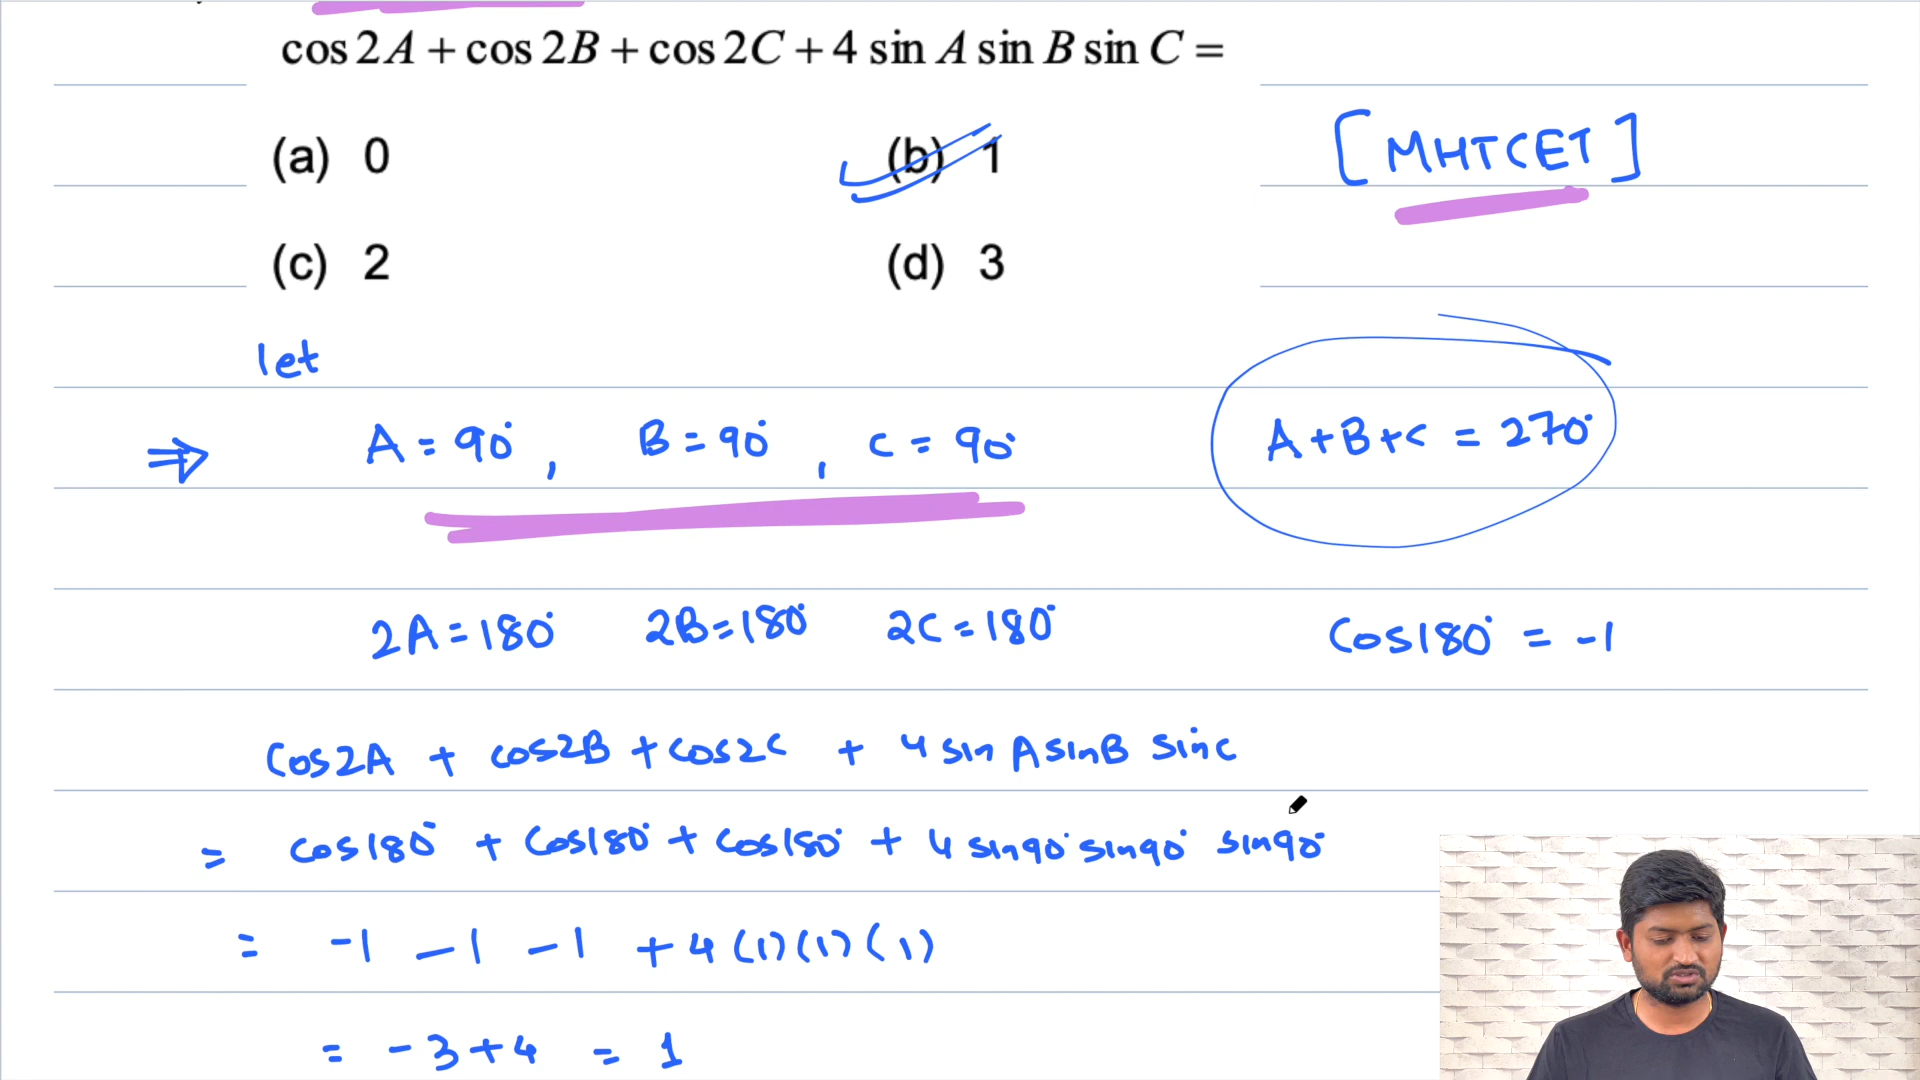 cos 2A + cos 2B + cos 2C + 4 sin A sin B sin C =
(a) 0 (b) 1
[MHTCET]
(c) 2 (d) 3
let
⇒ A = 90°, B = 90°, C = 90°
A + B + C = 270°
2A = 180° 2B = 180° 2C = 180°
Cos180° = -1
Cos2A + cos2B + cos2C + 4 sin A sinB sinC
= cos180° + cos180° + cos180° + 4 sin90° sin90° sin90°
= -1 -1 -1 + 4 (1) (1) (1)
= -3 + 4 = 1